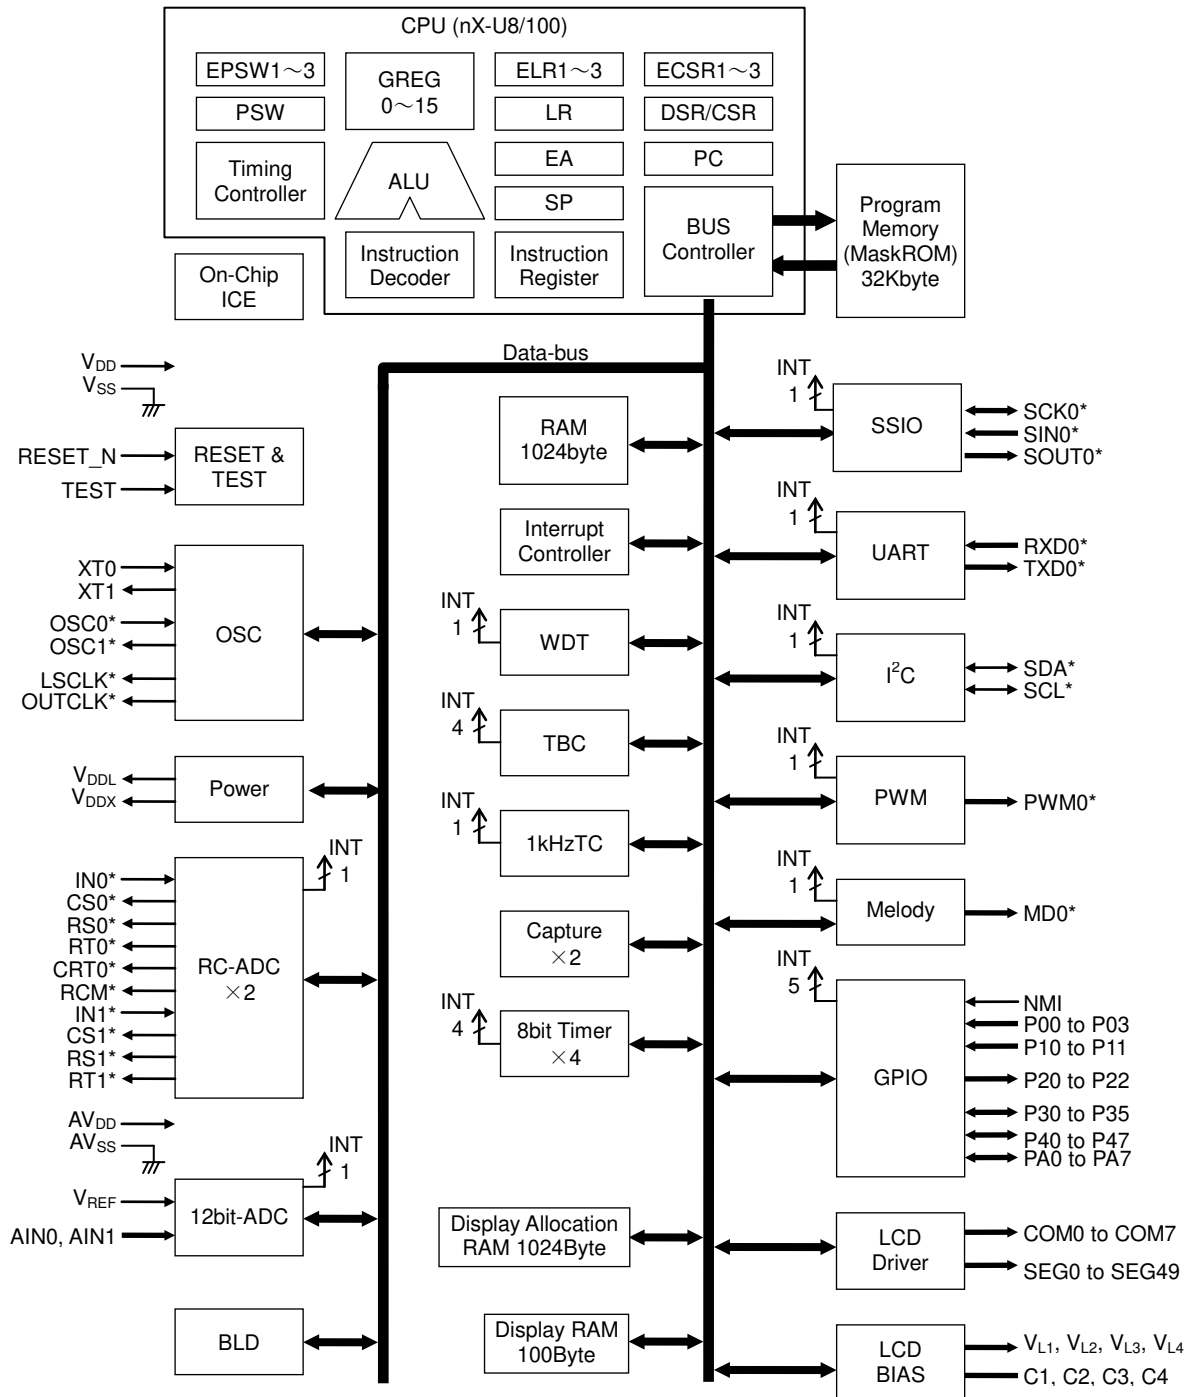 CPU (nX-U8/100)
EPSW1～3
GREG
0～15
ELR1～3
ECSR1～3
PSW
LR
DSR/CSR
Timing
Controller
ALU
EA
PC
SP
BUS
Controller
Program
Memory
(MaskROM)
32Kbyte
On-Chip
ICE
Instruction
Decoder
Instruction
Register
Data-bus
VDD
VSS
RESET_N
TEST
RESET &
TEST
XT0
XT1
OSC0*
OSC1*
LSCLK*
OUTCLK*
OSC
VDDL
VDDX
Power
IN0*
CS0*
RS0*
RT0*
CRT0*
RCM*
IN1*
CS1*
RS1*
RT1*
RC-ADC
×2
INT
1
AVDD
AVSS
VREF
AIN0, AIN1
12bit-ADC
INT
1
BLD
RAM
1024byte
Interrupt
Controller
INT
1
WDT
INT
4
TBC
INT
1
1kHzTC
Capture
×2
INT
4
8bit Timer
×4
Display Allocation
RAM 1024Byte
Display RAM
100Byte
INT
1
SSIO
SCK0*
SIN0*
SOUT0*
INT
1
UART
RXD0*
TXD0*
INT
1
I²C
SDA*
SCL*
INT
1
PWM
PWM0*
INT
1
Melody
MD0*
INT
5
GPIO
NMI
P00 to P03
P10 to P11
P20 to P22
P30 to P35
P40 to P47
PA0 to PA7
LCD
Driver
COM0 to COM7
SEG0 to SEG49
LCD
BIAS
VL1, VL2, VL3, VL4
C1, C2, C3, C4